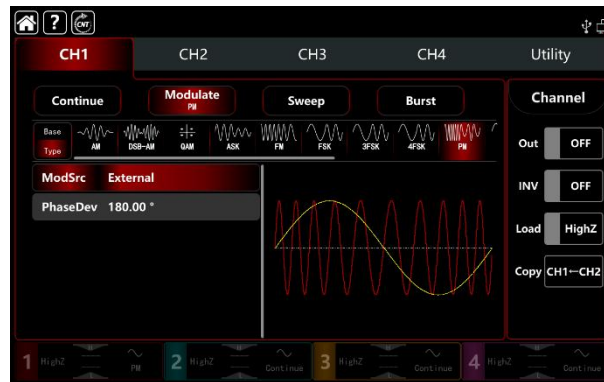 ? CNT
CH1 CH2 CH3 CH4 Utility
Continue Modulate PM Sweep Burst Channel
Base Type AM DSB-AM QAM ASK FM FSK 3FSK 4FSK PM
Out OFF
ModSrc External
INV OFF
PhaseDev 180.00 °
Load HighZ
Copy CH1←CH2
1 HighZ PM 2 HighZ Continue 3 HighZ Continue 4 HighZ Continue